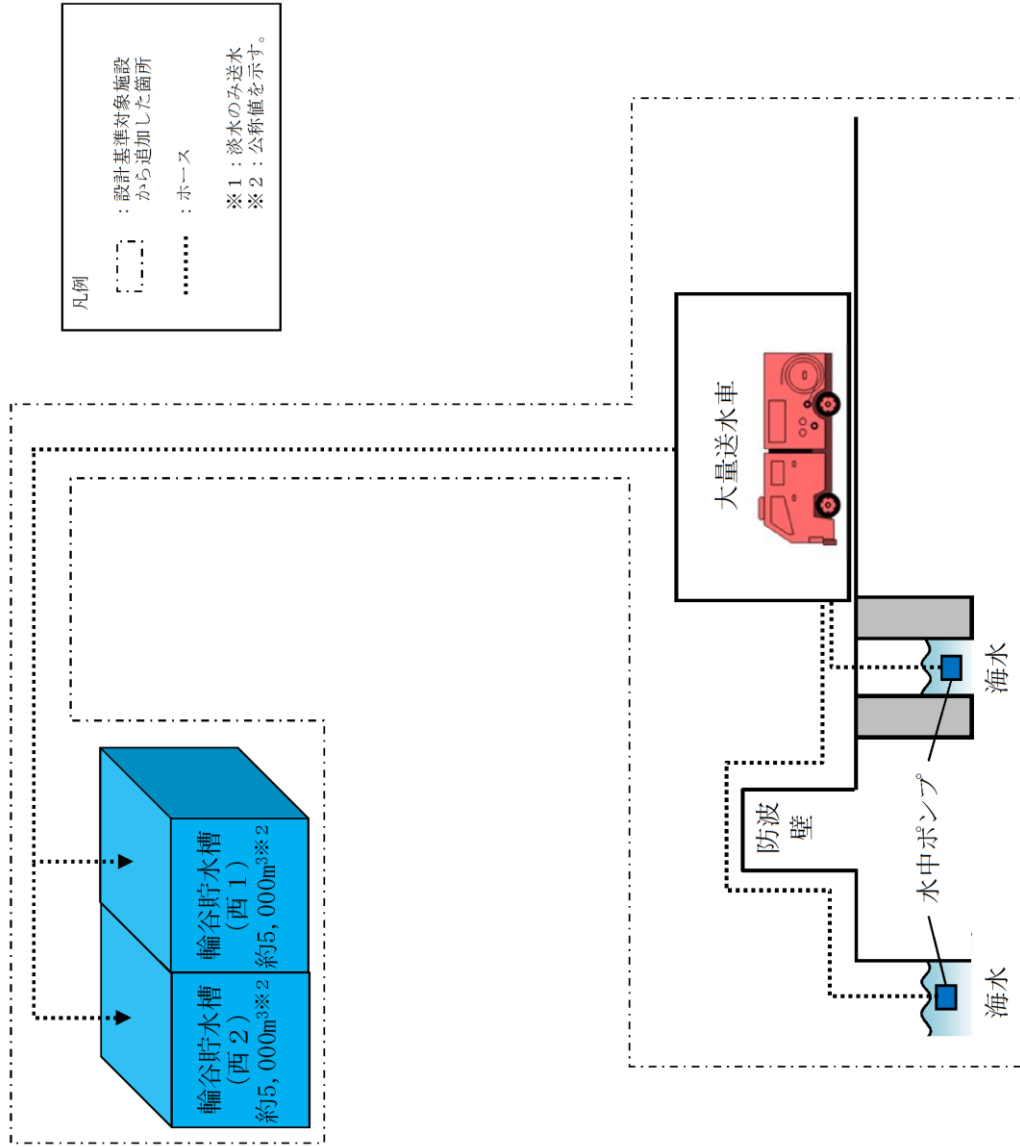 凡例
：設計基準対象施設
から追加した箇所
：ホース
※１：淡水のみ送水
※２：公称値を示す。
輪谷貯水槽
(西２)
約5,000m³※２
輪谷貯水槽
(西１)
約5,000m³※２
大量送水車
防波
壁
水中ポンプ
海水
海水